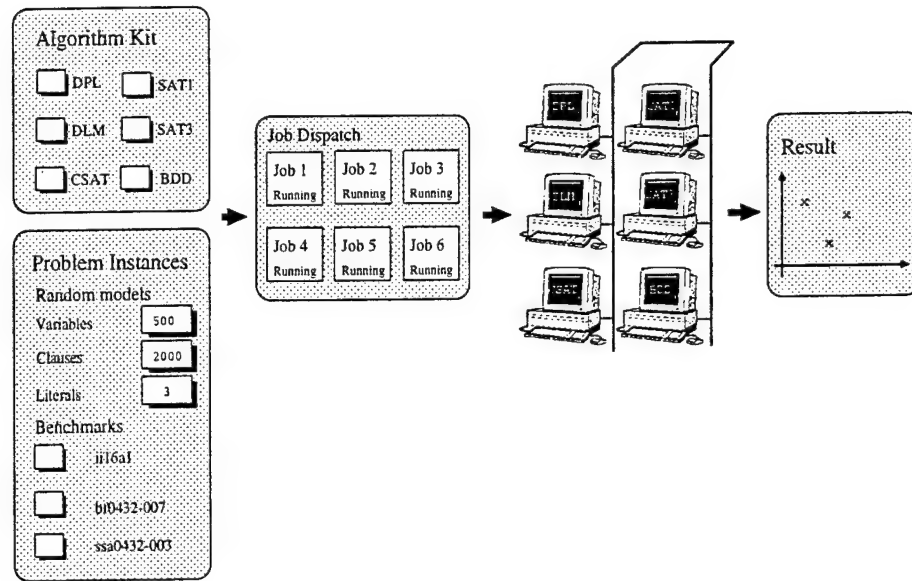 Algorithm Kit
DPL
SAT1
DLM
SAT3
CSAT
BDD
Problem Instances
Random models
Variables
500
Clauses
2000
Literals
3
Benchmarks
ii16a1
bf0432-007
ssa0432-003
Job Dispatch
Job 1
Running
Job 2
Running
Job 3
Running
Job 4
Running
Job 5
Running
Job 6
Running
DPL
SAT1
DLM
Result